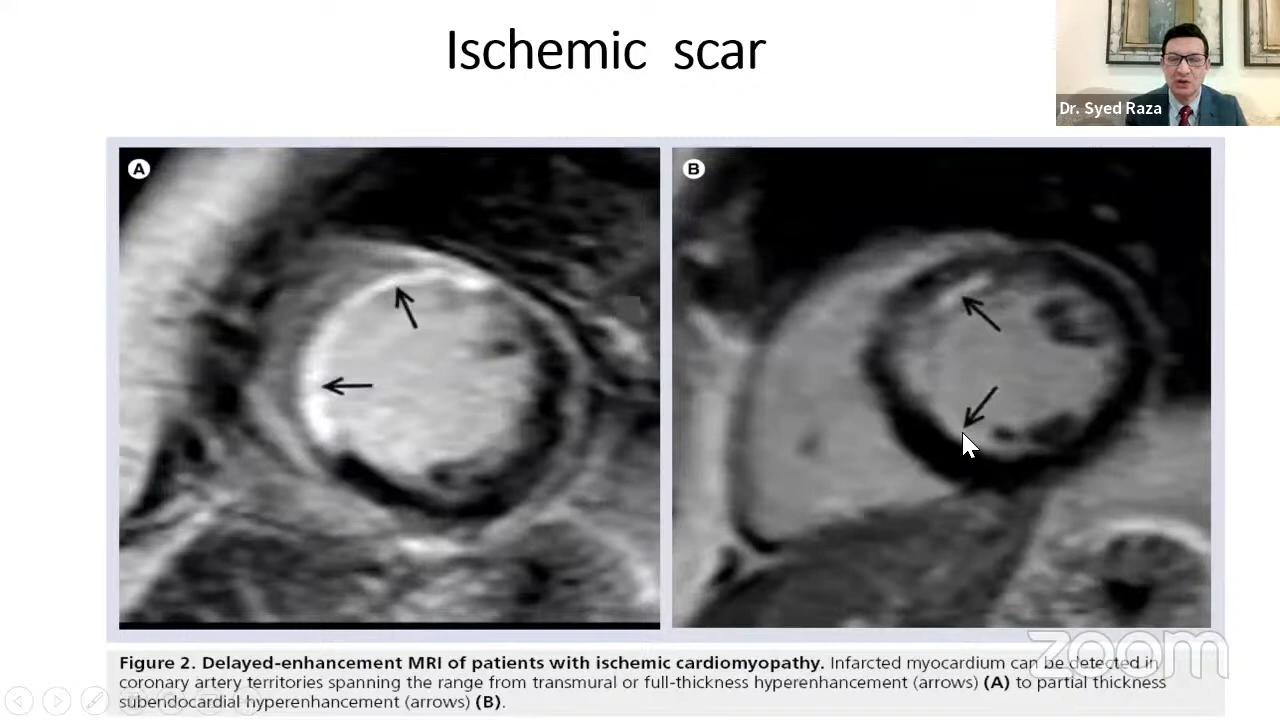 Ischemic scar
Dr. Syed Raza
A
B
zoom
Figure 2. Delayed-enhancement MRI of patients with ischemic cardiomyopathy. Infarcted myocardium can be detected in
coronary artery territories spanning the range from transmural or full-thickness hyperenhancement (arrows) (A) to partial thickness
subendocardial hyperenhancement (arrows) (B).